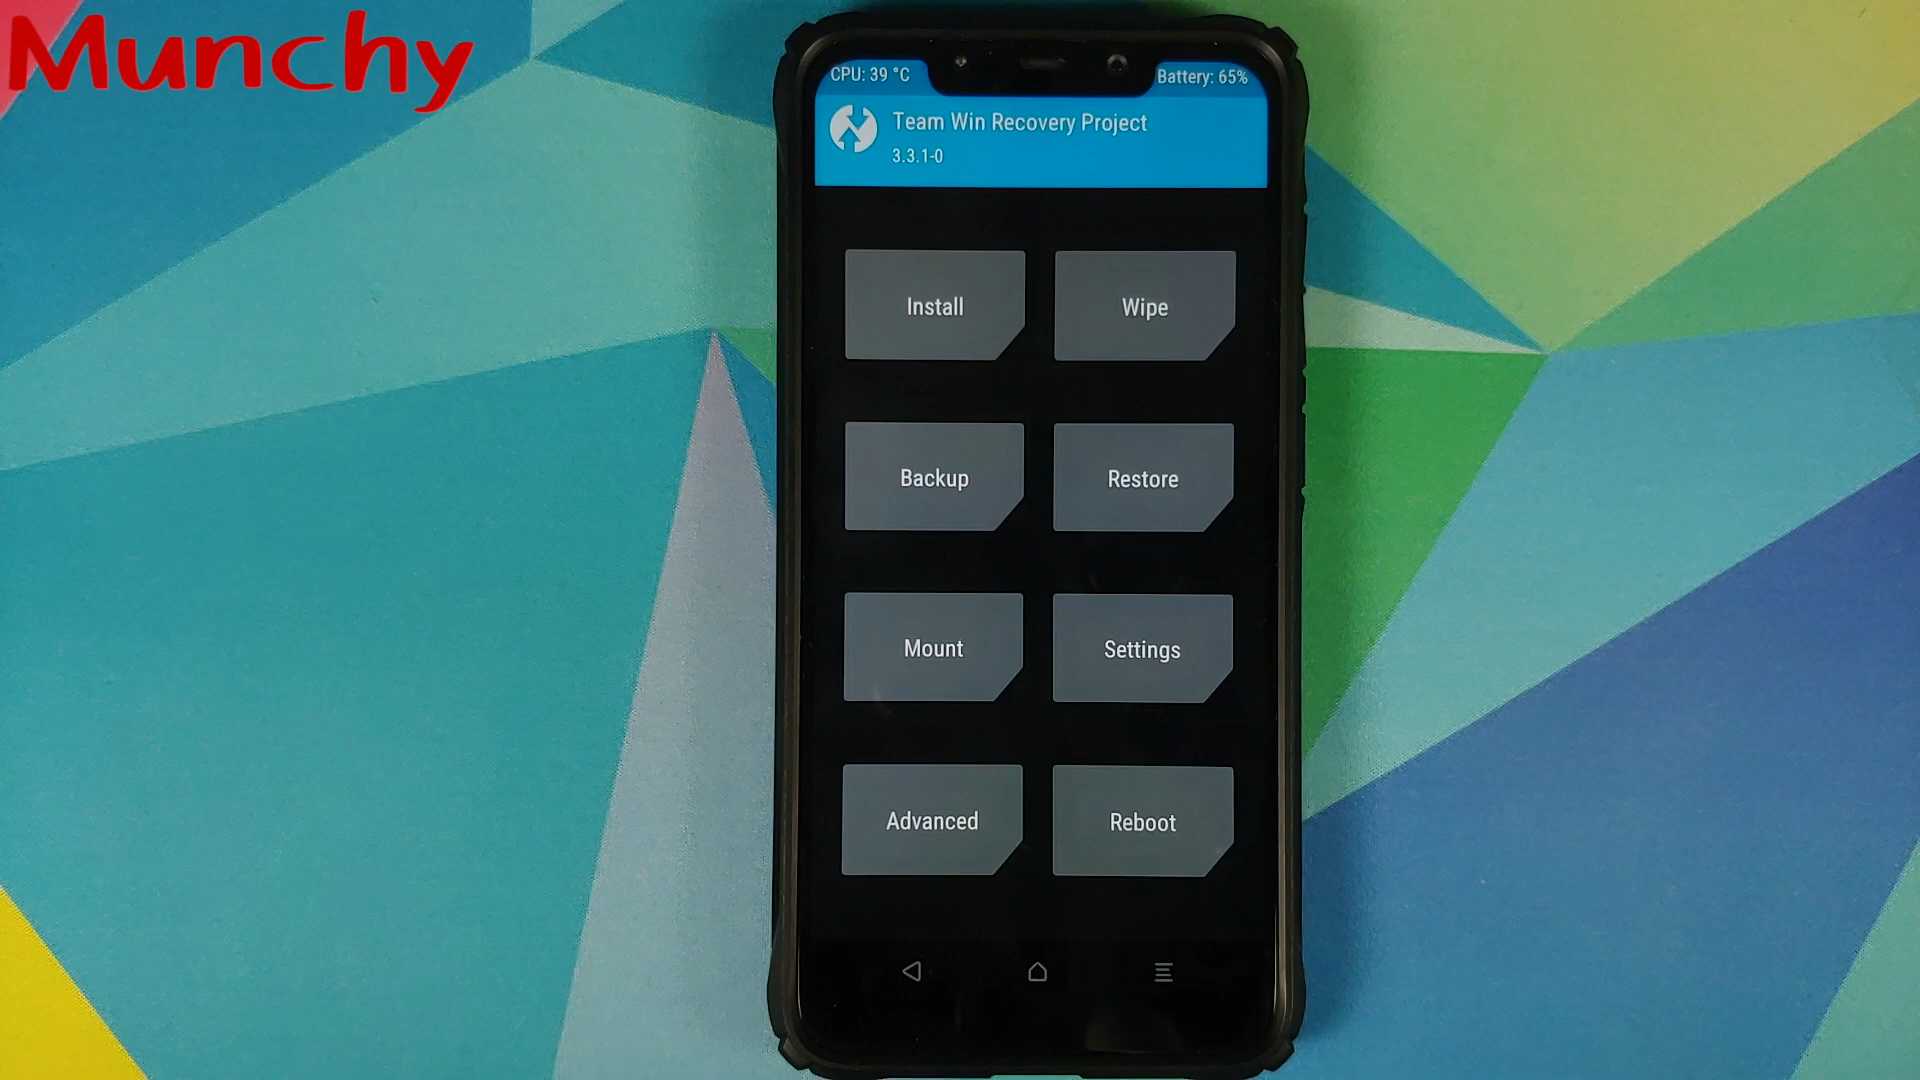 Munchy
CPU: 39 °C
Battery: 65%
Team Win Recovery Project
3.3.1-0
Install
Wipe
Backup
Restore
Mount
Settings
Advanced
Reboot